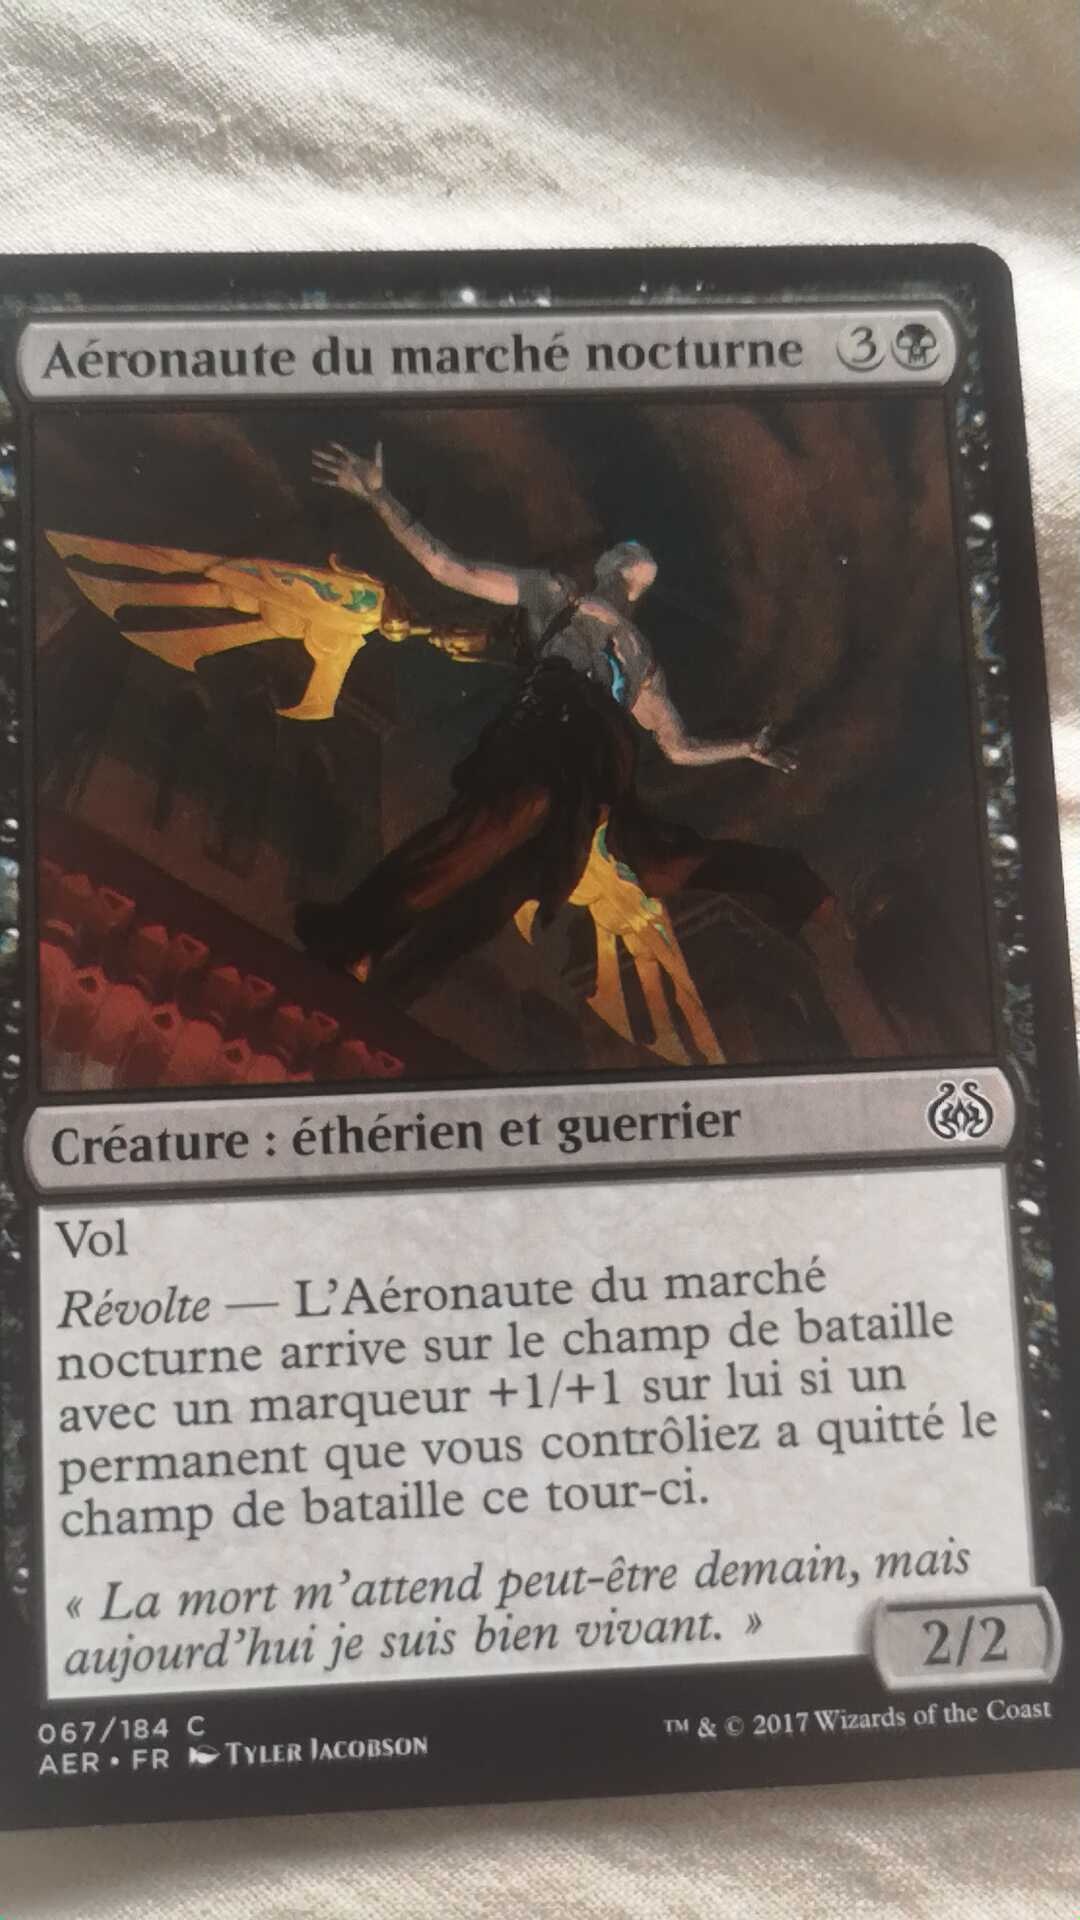 Aéronaute du marché nocturne 3
Créature : éthérien et guerrier
Vol
Révolte — L'Aéronaute du marché
nocturne arrive sur le champ de bataille
avec un marqueur +1/+1 sur lui si un
permanent que vous contrôliez a quitté le
champ de bataille ce tour-ci.
« La mort m'attend peut-être demain, mais
aujourd'hui je suis bien vivant. »
2/2
067/184 C
AER • FR TYLER JACOBSON
™ & © 2017 Wizards of the Coast